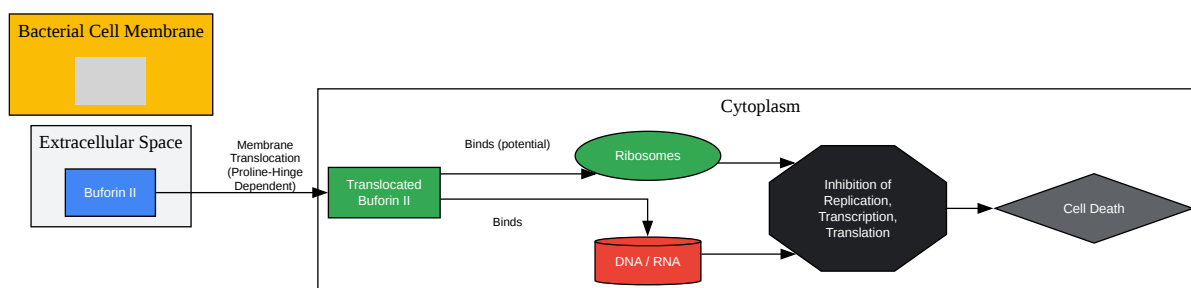 Bacterial Cell Membrane
Extracellular Space
Buforin II
Membrane
Translocation
(Proline-Hinge
Dependent)
Cytoplasm
Translocated
Buforin II
Binds (potential)
Ribosomes
Binds
DNA / RNA
Inhibition of
Replication,
Transcription,
Translation
Cell Death